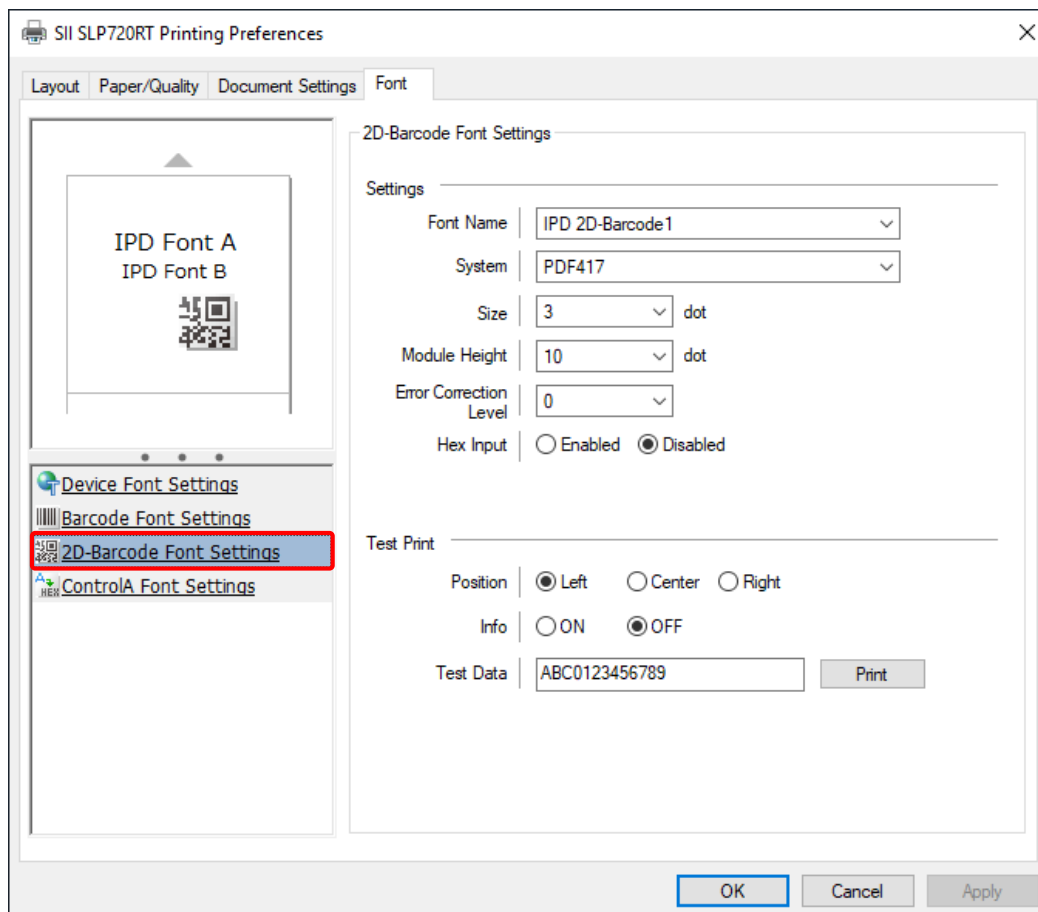 SII SLP720RT Printing Preferences
Layout Paper/Quality Document Settings Font
IPD Font A
IPD Font B
Device Font Settings
Barcode Font Settings
2D-Barcode Font Settings
A HEX ControlA Font Settings
2D-Barcode Font Settings
Settings
Font Name IPD 2D-Barcode1
System PDF417
Size 3 dot
Module Height 10 dot
Error Correction
Level 0
Hex Input Enabled Disabled
Test Print
Position Left Center Right
Info ON OFF
Test Data ABC0123456789 Print
OK Cancel Apply